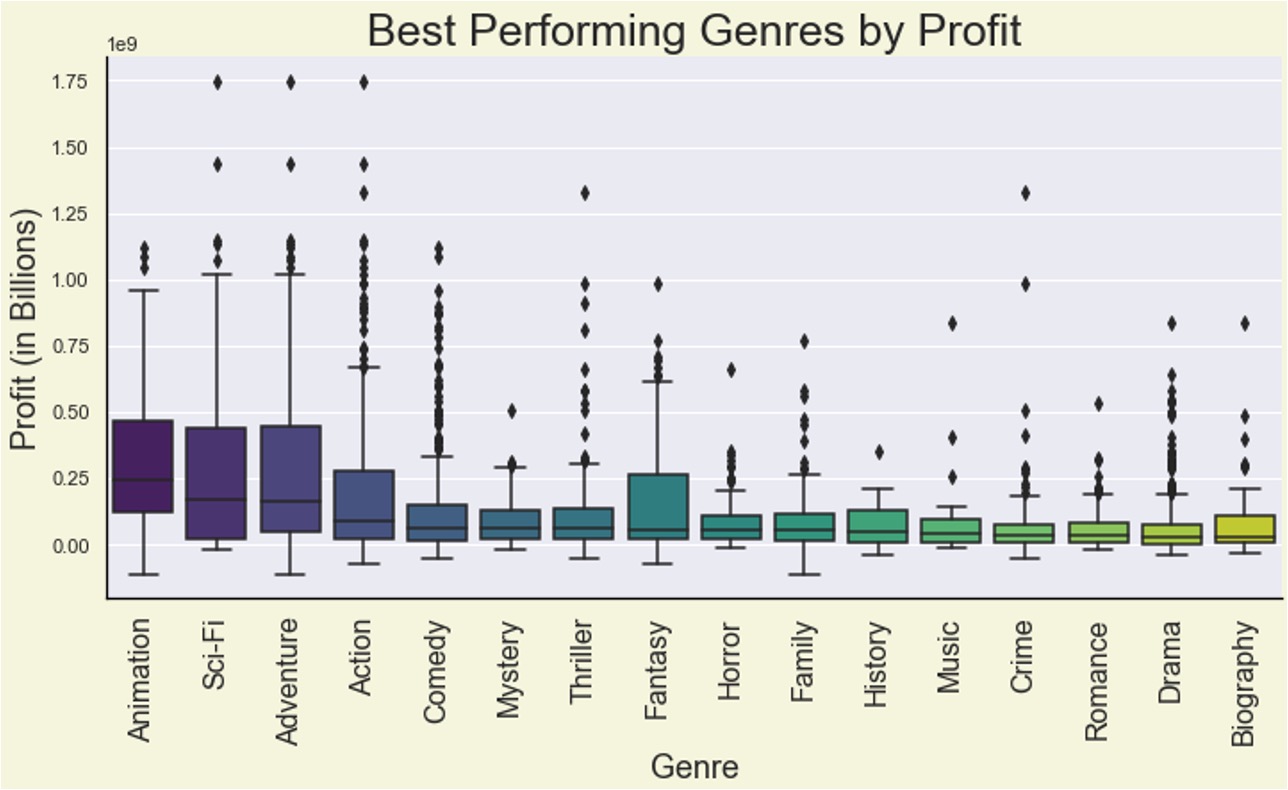 Best Performing Genres by Profit
1e9
1.75
1.50
1.25
1.00
0.75
0.50
0.25
0.00
Profit (in Billions)
Animation
Sci-Fi
Adventure
Action
Comedy
Mystery
Thriller
Fantasy
Horror
Family
History
Music
Crime
Romance
Drama
Biography
Genre